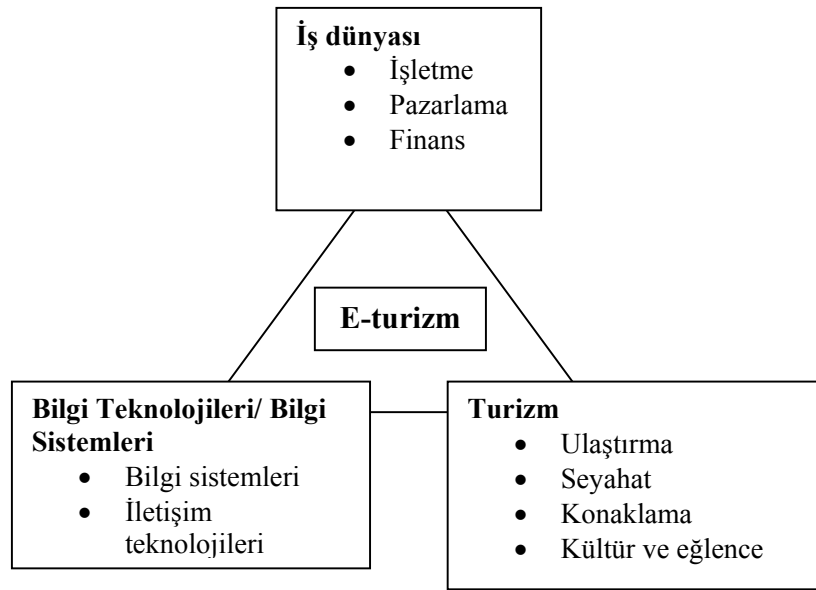 İş dünyası
• İşletme
• Pazarlama
• Finans
E-turizm
Bilgi Teknolojileri/ Bilgi
Sistemleri
• Bilgi sistemleri
• İletişim
teknolojileri
Turizm
• Ulaştırma
• Seyahat
• Konaklama
• Kültür ve eğlence